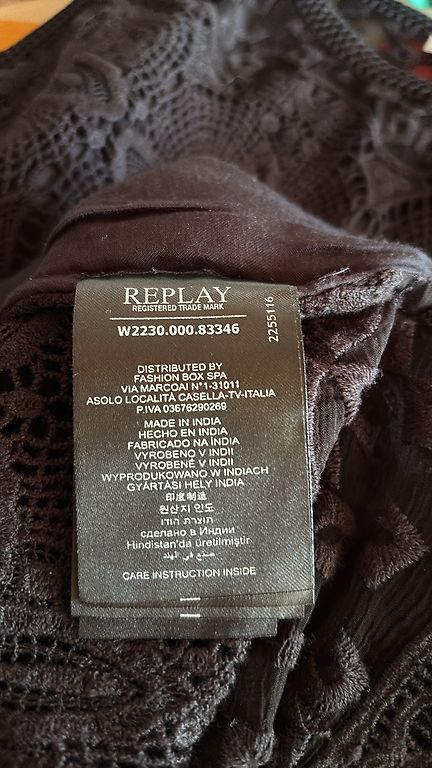 REPLAY
REGISTERED TRADE MARK
W2230.000.83346
2255116
DISTRIBUTED BY
FASHION BOX SPA
VIA MARCOAI N°1-31011
ASOLO LOCALITÀ CASELLA-TV-ITALIA
P.IVA 03676290269
MADE IN INDIA
HECHO EN INDIA
FABRICADO NA ÍNDIA
VYROBENO V INDII
VYROBENÉ V INDII
WYPRODUKOWANO W INDIACH
GYÁRTÁSI HELY INDIA
印度制造
원산지 인도
תוצרת הודו
сделано в Индии
Hindistan'da üretilmiştir
صنع في الهند
CARE INSTRUCTION INSIDE